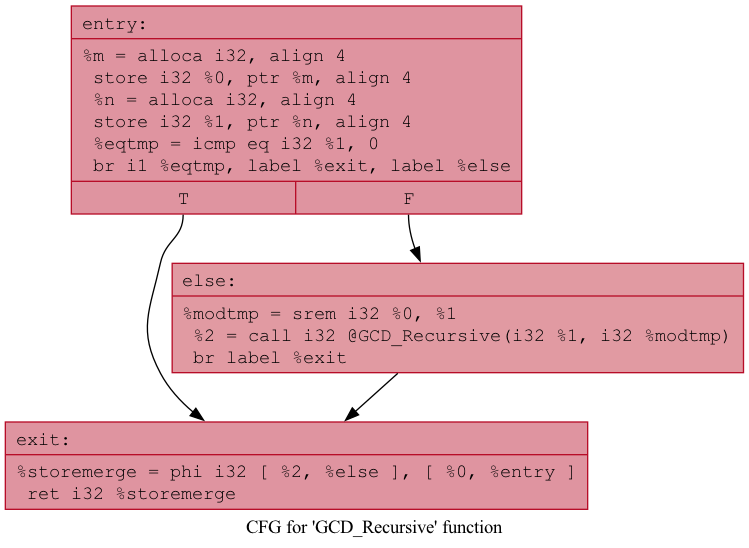 entry:
%m = alloca i32, align 4
store i32 %0, ptr %m, align 4
%n = alloca i32, align 4
store i32 %1, ptr %n, align 4
%eqtmp = icmp eq i32 %1, 0
br i1 %eqtmp, label %exit, label %else
T F
else:
%modtmp = srem i32 %0, %1
%2 = call i32 @GCD_Recursive(i32 %1, i32 %modtmp)
br label %exit
exit:
%storemerge = phi i32 [ %2, %else ], [ %0, %entry ]
ret i32 %storemerge
CFG for 'GCD_Recursive' function